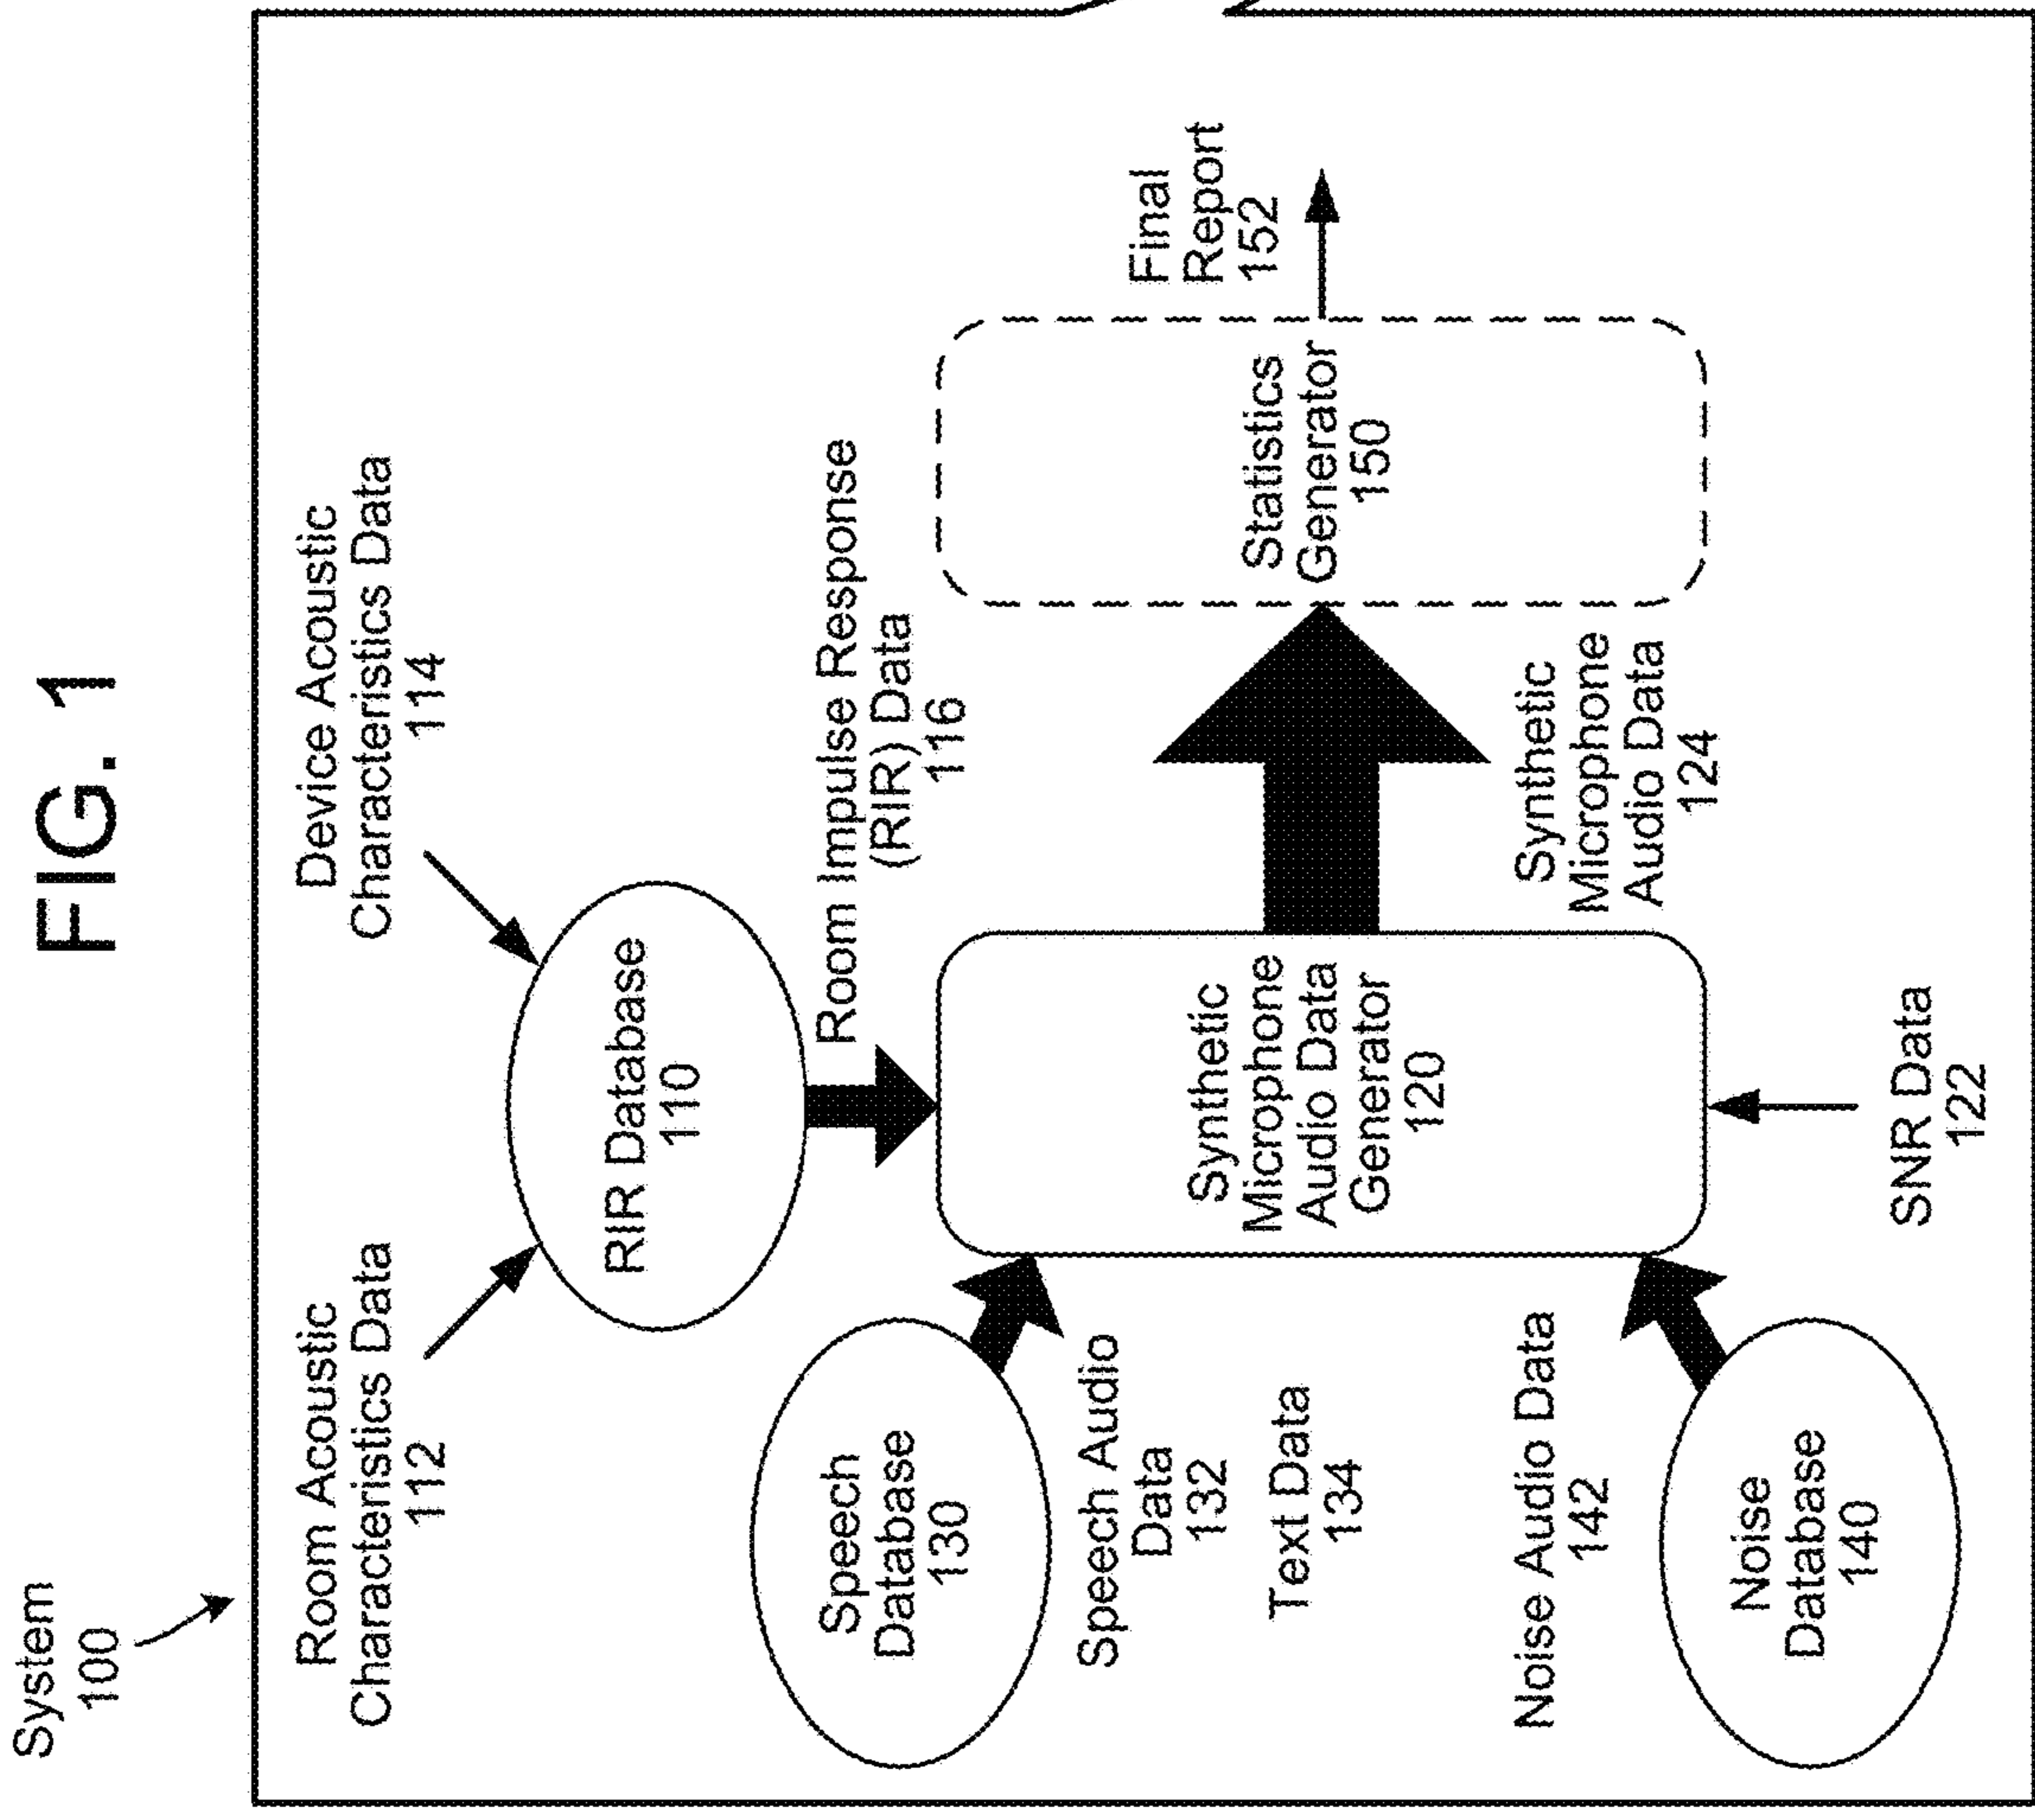 FIG. 1
System
100
Room Acoustic
Characteristics Data
112
Device Acoustic
Characteristics Data
114
RIR Database
110
Room Impulse Response
(RIR) Data
116
Speech
Database
130
Speech Audio
Data
132
Text Data
134
Noise Audio Data
142
Noise
Database
140
Synthetic
Microphone
Audio Data
Generator
120
SNR Data
122
Synthetic
Microphone
Audio Data
124
Statistics
Generator
150
Final
Report
152